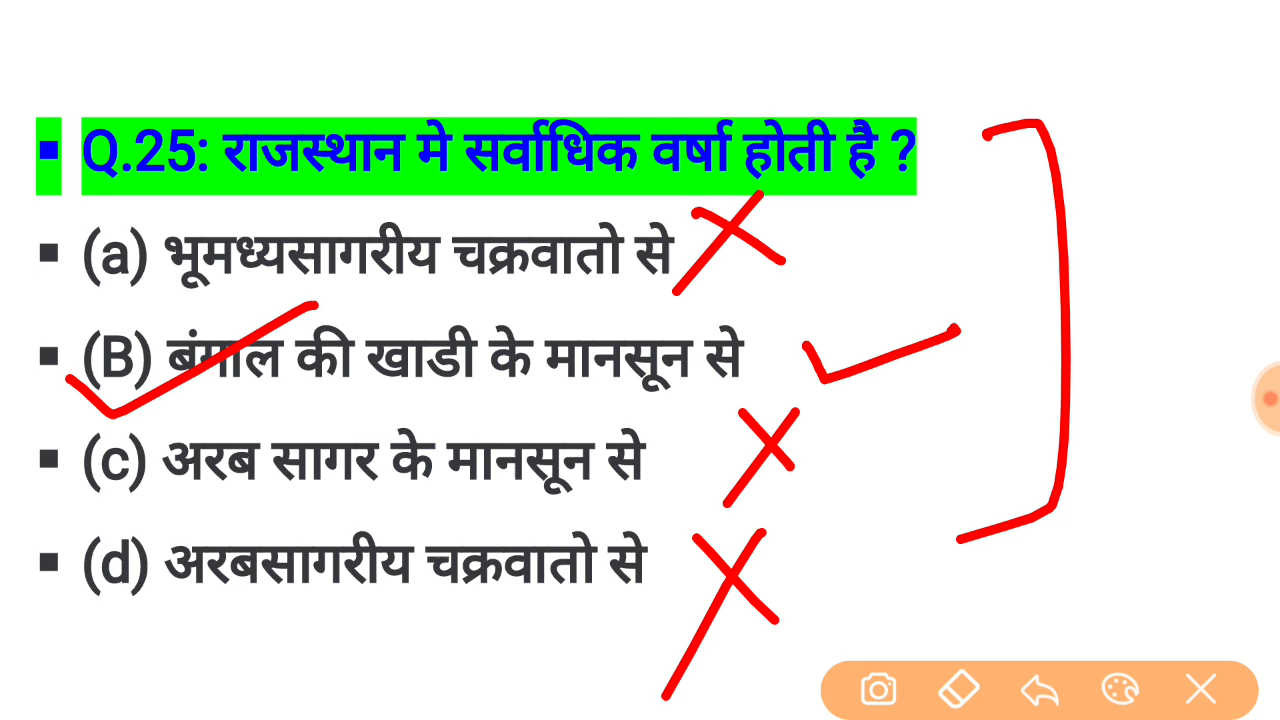 ▪ Q.25: राजस्थान मे सर्वाधिक वर्षा होती है ?
▪ (a) भूमध्यसागरीय चक्रवातो से
▪ (B) बंगाल की खाडी के मानसून से
▪ (c) अरब सागर के मानसून से
▪ (d) अरबसागरीय चक्रवातो से